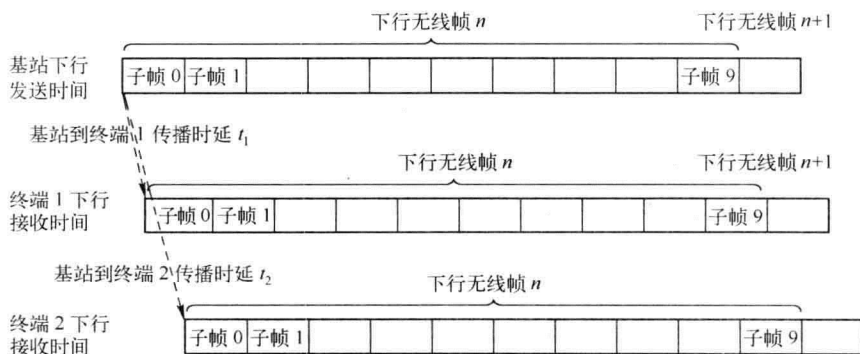 下行无线帧 n
下行无线帧 n+1
基站下行
发送时间
子帧 0
子帧 1
子帧 9
基站到终端 1 传播时延 t₁
下行无线帧 n
下行无线帧 n+1
终端 1 下行
接收时间
子帧 0
子帧 1
子帧 9
基站到终端 2 传播时延 t₂
下行无线帧 n
终端 2 下行
接收时间
子帧 0
子帧 1
子帧 9